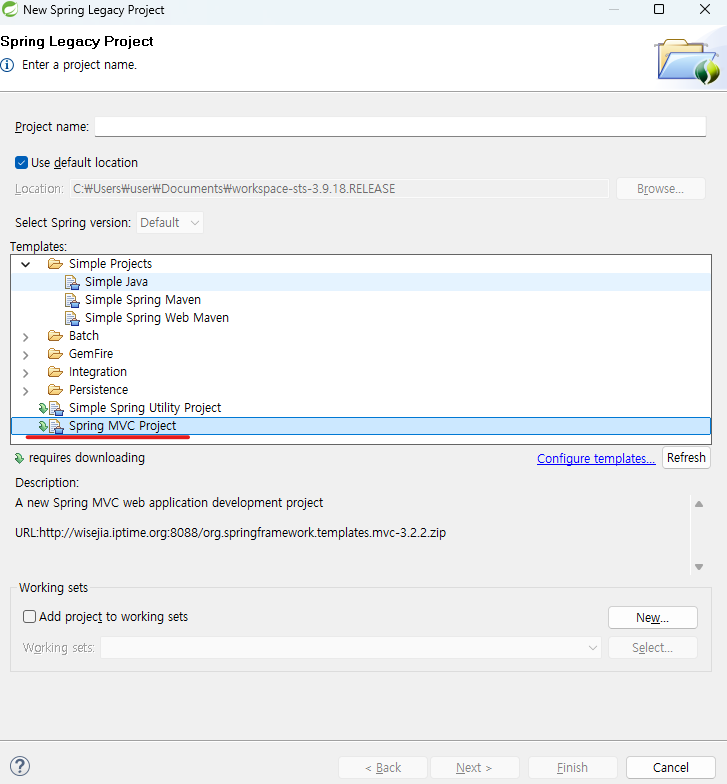 New Spring Legacy Project
Spring Legacy Project
Enter a project name.
Project name:
Use default location
Location: C:₩Users₩user₩Documents₩workspace-sts-3.9.18.RELEASE Browse...
Select Spring version: Default
Templates:
Simple Projects
Simple Java
Simple Spring Maven
Simple Spring Web Maven
Batch
GemFire
Integration
Persistence
Simple Spring Utility Project
Spring MVC Project
requires downloading Configure templates... Refresh
Description:
A new Spring MVC web application development project
URL:http://wisejia.iptime.org:8088/org.springframework.templates.mvc-3.2.2.zip
Working sets
Add project to working sets New...
Working sets: Select...
? < Back Next > Finish Cancel